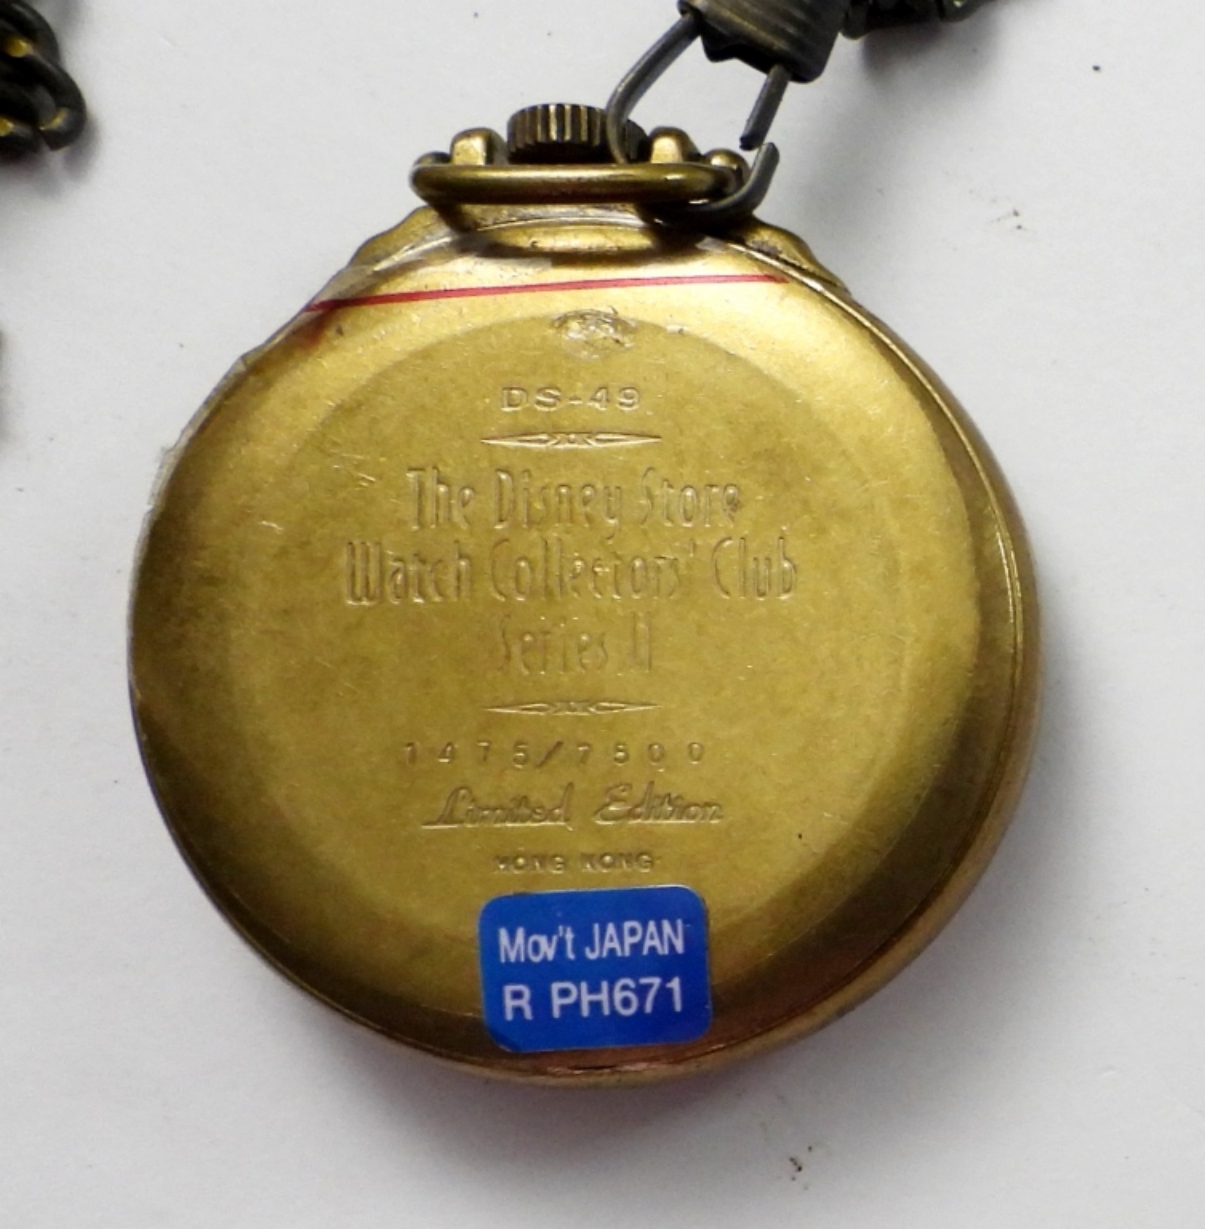 DS-49
The Disney Store
Watch Collectors' Club
Series II
1475/7500
Limited Edition
HONG KONG
Mov't JAPAN
R PH671